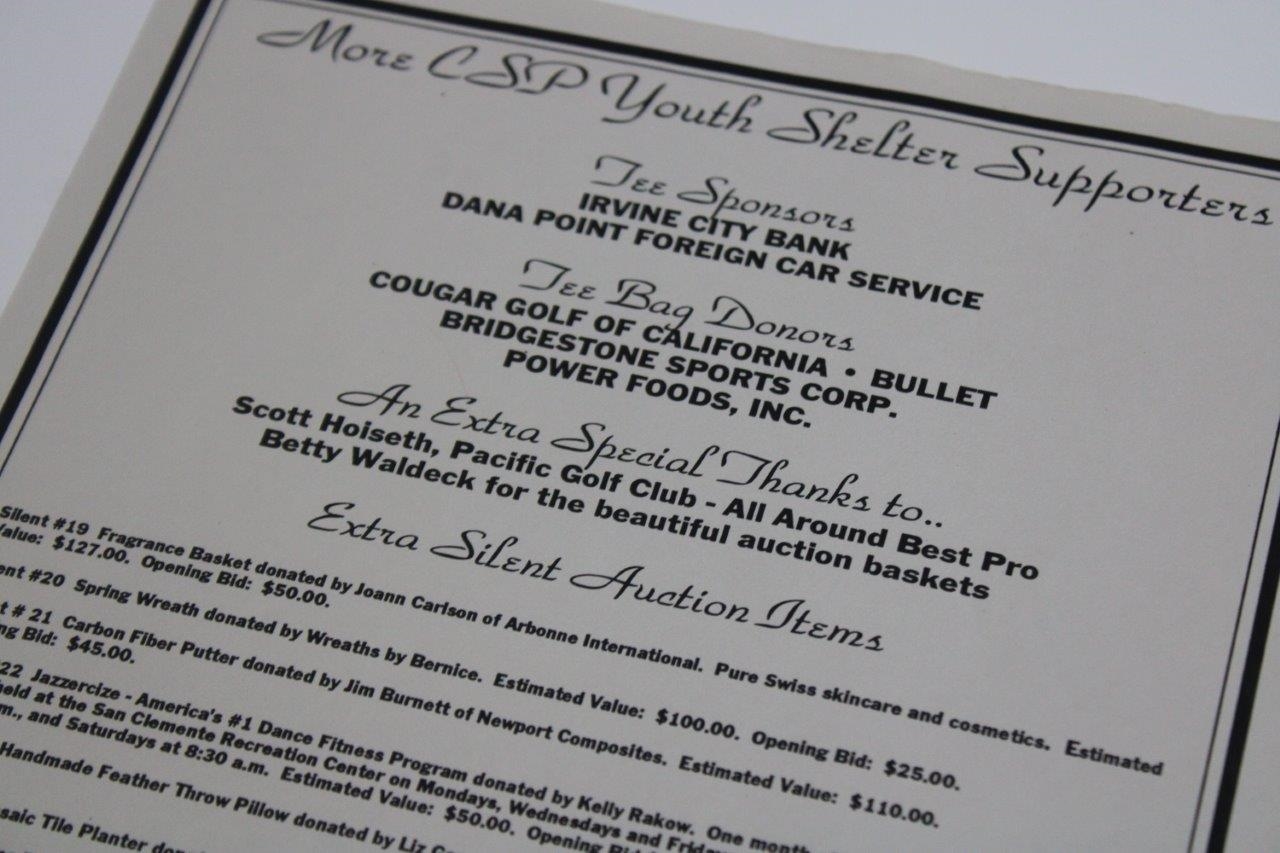 More CSP Youth Shelter Supporters
Tee Sponsors
IRVINE CITY BANK
DANA POINT FOREIGN CAR SERVICE
Tee Bag Donors
COUGAR GOLF OF CALIFORNIA • BULLET
BRIDGESTONE SPORTS CORP.
POWER FOODS, INC.
An Extra Special Thanks to..
Scott Hoiseth, Pacific Golf Club - All Around Best Pro
Betty Waldeck for the beautiful auction baskets
Extra Silent Auction Items
Silent #19 Fragrance Basket donated by Joann Carlson of Arbonne International. Pure Swiss skincare and cosmetics. Estimated
Value: $127.00. Opening Bid: $50.00.
#20 Spring Wreath donated by Wreaths by Bernice. Estimated Value: $100.00. Opening Bid: $25.00.
# 21 Carbon Fiber Putter donated by Jim Burnett of Newport Composites. Estimated Value: $110.00.
Bid: $45.00.
22 Jazzercize - America's #1 Dance Fitness Program donated by Kelly Rakow. One month
held at the San Clemente Recreation Center on Mondays, Wednesdays and
and Saturdays at 8:30 a.m. Estimated Value: $50.00. Opening
Handmade Feather Throw Pillow donated by Liz
Tile Planter